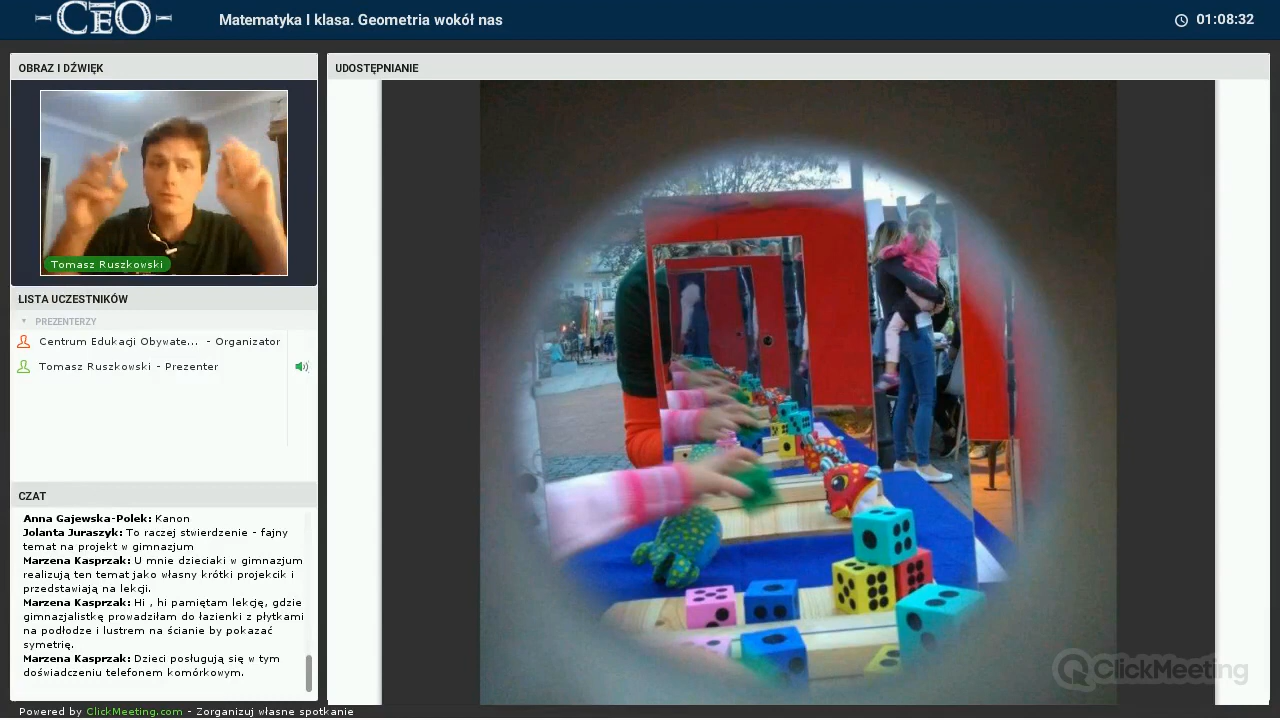 CEO
Matematyka I klasa. Geometria wokół nas
01:08:32
OBRAZ I DŹWIĘK
UDOSTĘPNIANIE
Tomasz Ruszkowski
LISTA UCZESTNIKÓW
PREZENTERZY
Centrum Edukacji Obywate... - Organizator
Tomasz Ruszkowski - Prezenter
CZAT
Anna Gajewska-Polek: Kanon
Jolanta Juraszyk: To raczej stwierdzenie - fajny
temat na projekt w gimnazjum
Marzena Kasprzak: U mnie dzieciaki w gimnazjum
realizują ten temat jako własny krótki projekcik i
przedstawiają na lekcji.
Marzena Kasprzak: Hi , hi pamiętam lekcję, gdzie
gimnazjalistkę prowadziłam do łazienki z płytkami
na podłodze i lustrem na ścianie by pokazać
symetrię.
Marzena Kasprzak: Dzieci posługują się w tym
doświadczeniu telefonem komórkowym.
ClickMeeting
Powered by ClickMeeting.com - Zorganizuj własne spotkanie